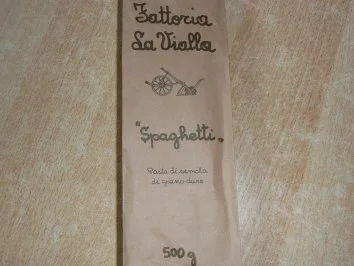 Fattoria
La Vialla
"Spaghetti„
Pasta di semola
di grano duro
500 g